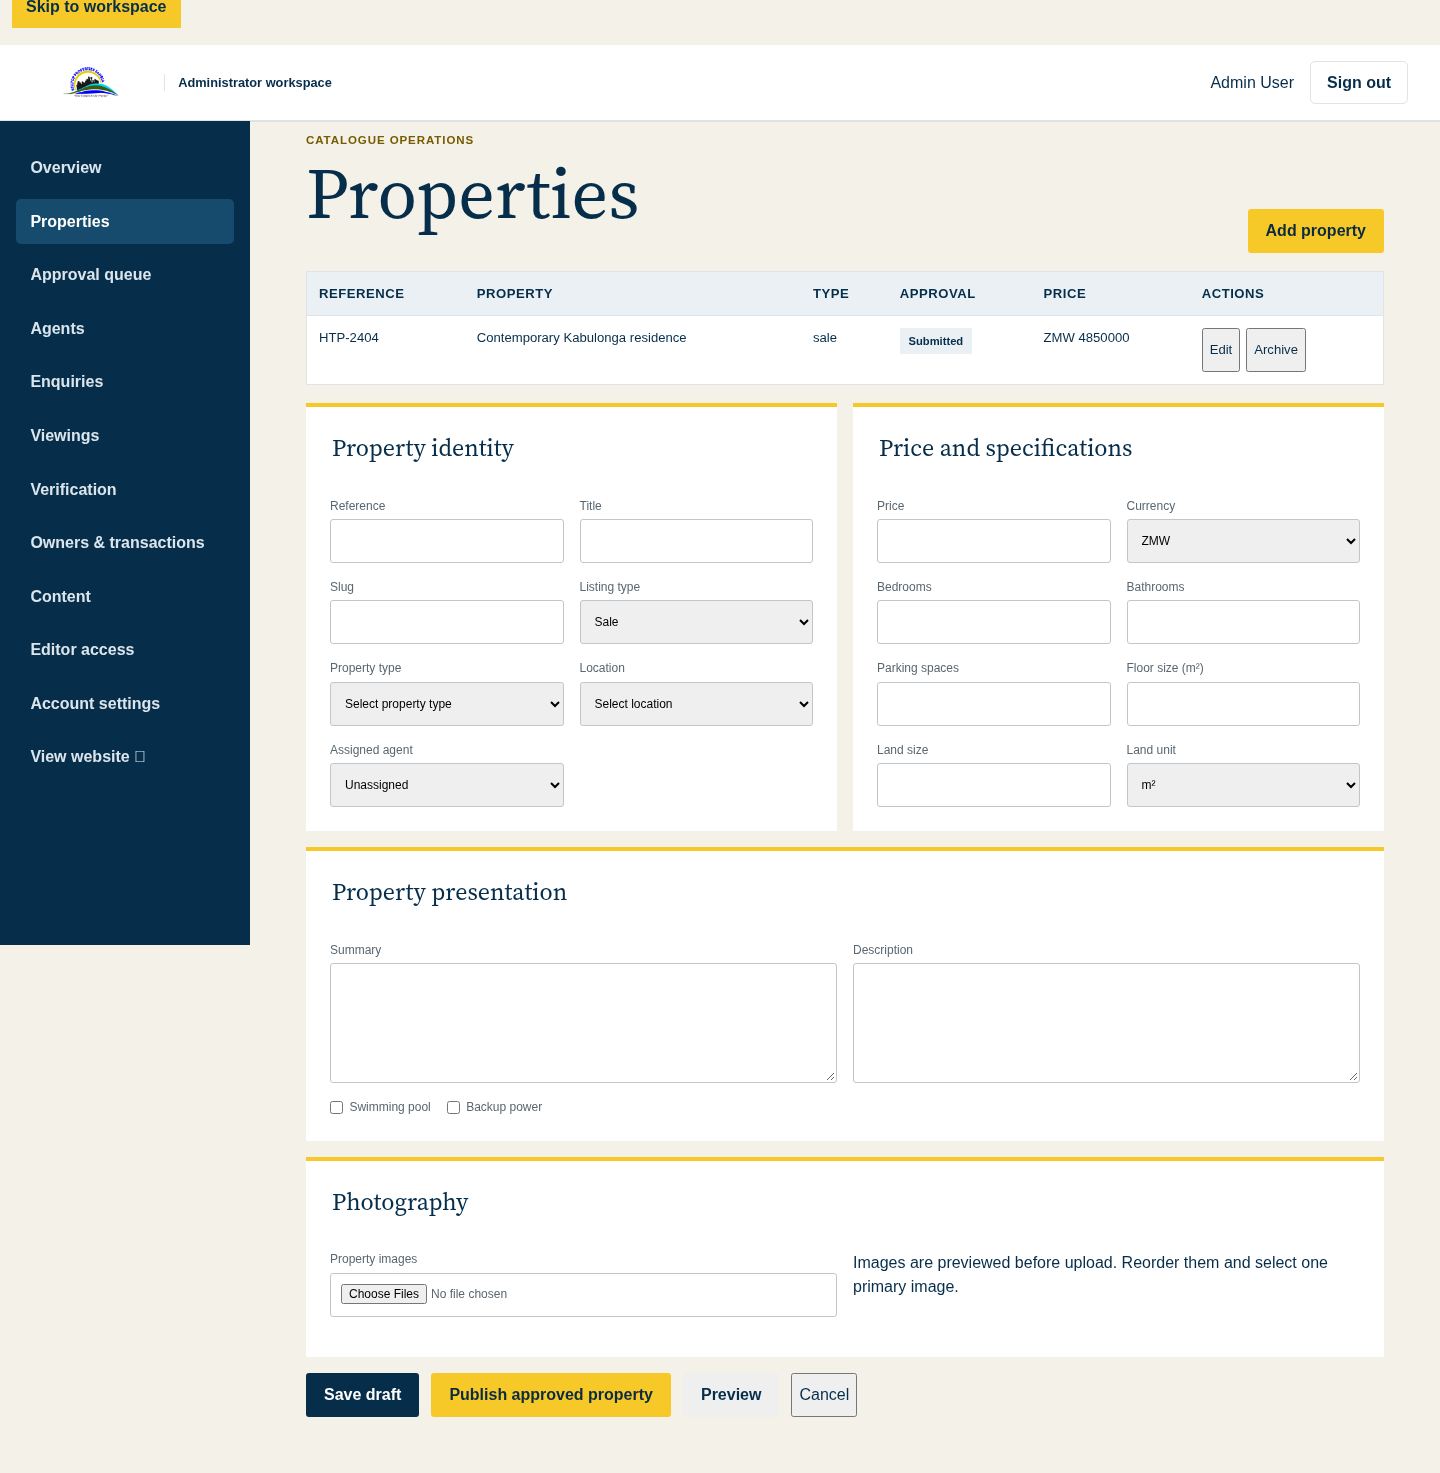 Skip to workspace
Administrator workspace
Admin User
Sign out
Overview
Properties
Approval queue
Agents
Enquiries
Viewings
Verification
Owners & transactions
Content
Editor access
Account settings
View website
CATALOGUE OPERATIONS
Properties
Add property
REFERENCE PROPERTY TYPE APPROVAL PRICE ACTIONS
HTP-2404 Contemporary Kabulonga residence sale Submitted ZMW 4850000 Edit Archive
Property identity
Reference Title
Slug Listing type
Sale
Property type Location
Select property type Select location
Assigned agent
Unassigned
Price and specifications
Price Currency
ZMW
Bedrooms Bathrooms
Parking spaces Floor size (m²)
Land size Land unit
m²
Property presentation
Summary Description
Swimming pool Backup power
Photography
Property images
Choose Files No file chosen
Images are previewed before upload. Reorder them and select one
primary image.
Save draft Publish approved property Preview Cancel